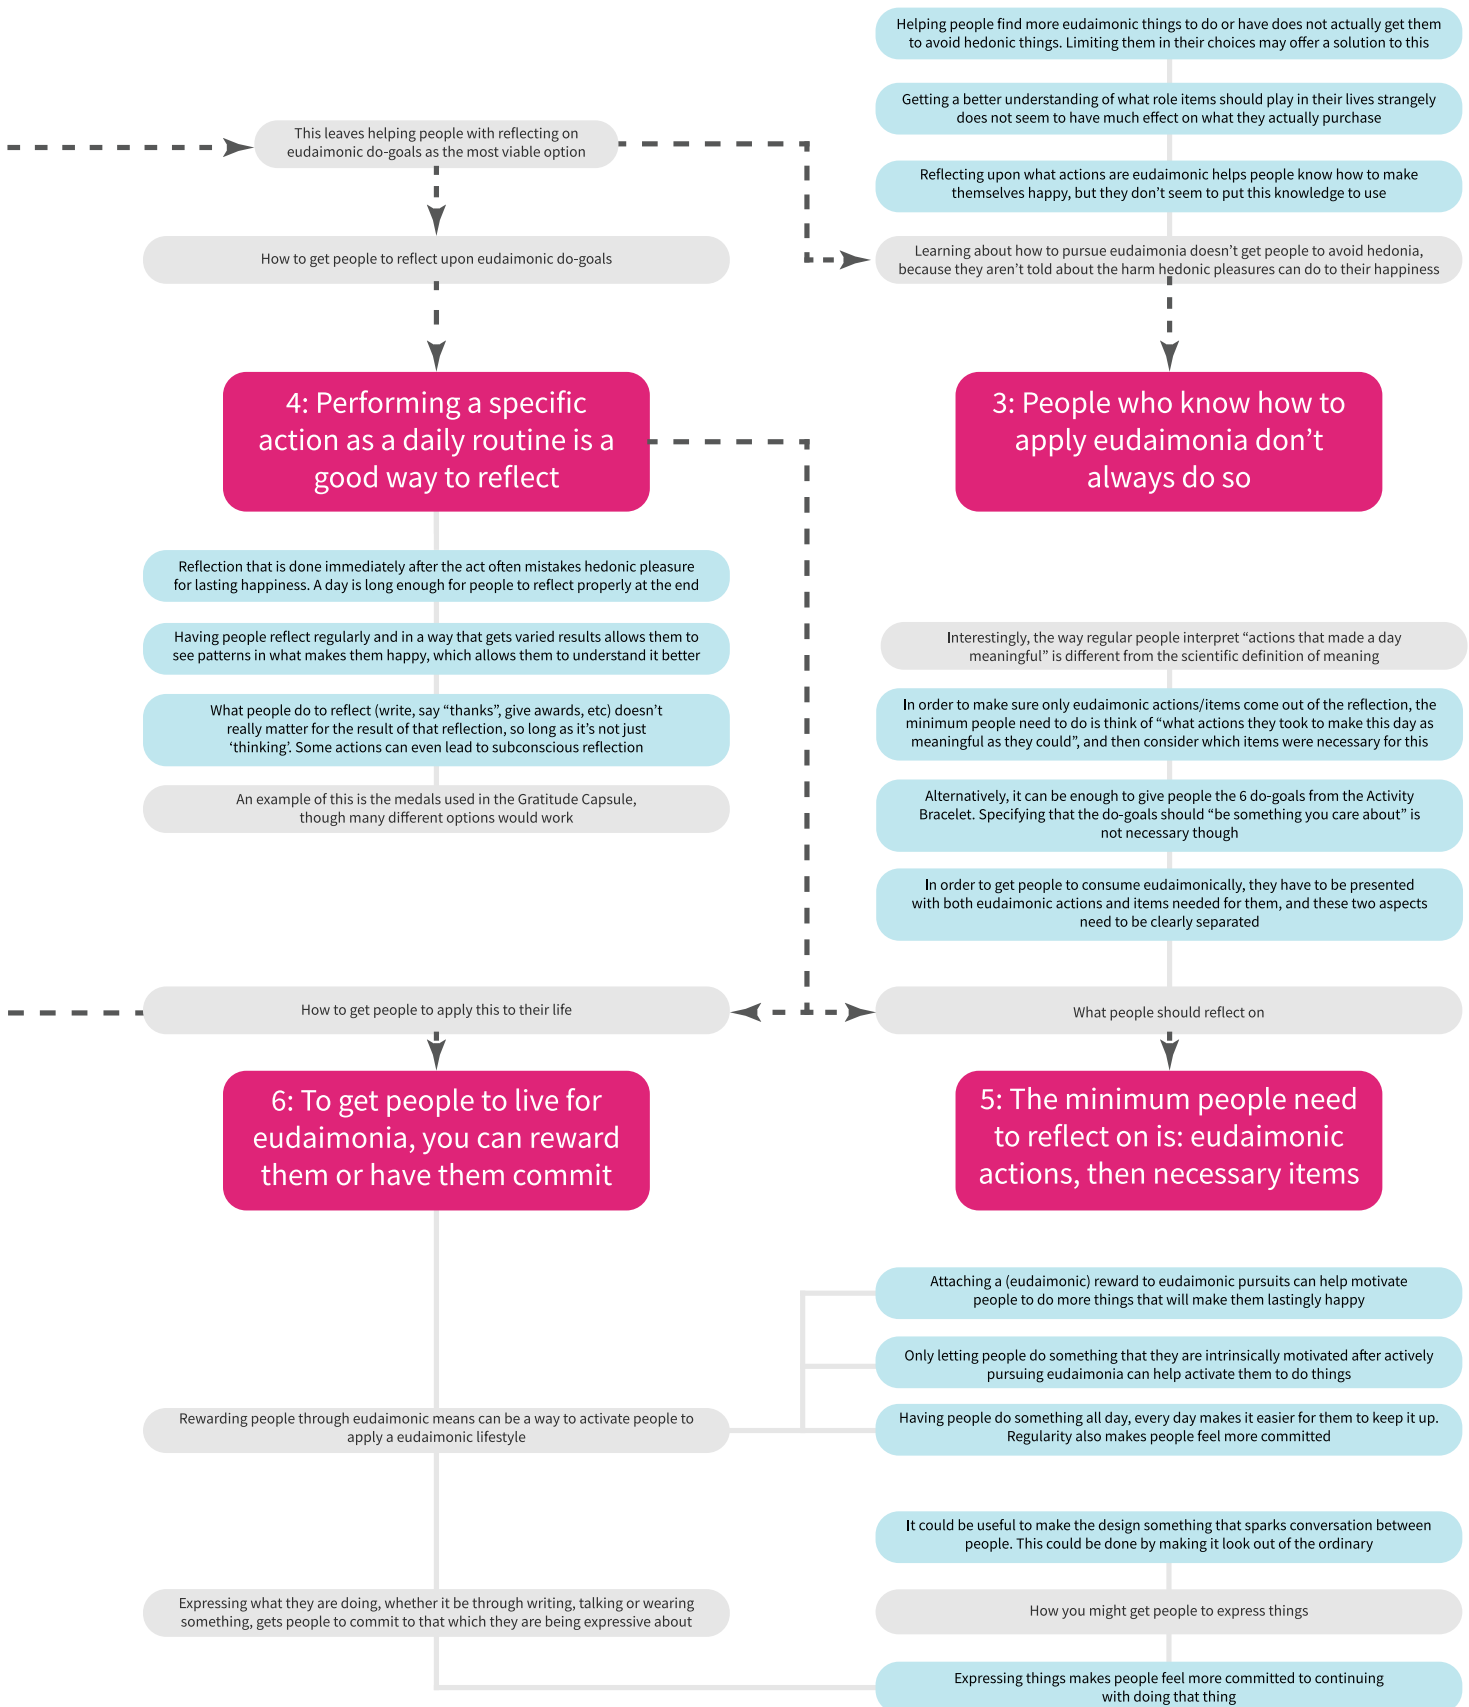 Helping people find more eudaimonic things to do or have does not actually get them
to avoid hedonic things. Limiting them in their choices may offer a solution to this
Getting a better understanding of what role items should play in their lives strangely
does not seem to have much effect on what they actually purchase
This leaves helping people with reflecting on
eudaimonic do-goals as the most viable option
Reflecting upon what actions are eudaimonic helps people know how to make
themselves happy, but they don't seem to put this knowledge to use
How to get people to reflect upon eudaimonic do-goals
Learning about how to pursue eudaimonia doesn't get people to avoid hedonia,
because they aren't told about the harm hedonic pleasures can do to their happiness
4: Performing a specific
action as a daily routine is a
good way to reflect
3: People who know how to
apply eudaimonia don't
always do so
Reflection that is done immediately after the act often mistakes hedonic pleasure
for lasting happiness. A day is long enough for people to reflect properly at the end
Having people reflect regularly and in a way that gets varied results allows them to
see patterns in what makes them happy, which allows them to understand it better
What people do to reflect (write, say “thanks”, give awards, etc) doesn't
really matter for the result of that reflection, so long as it's not just
‘thinking’. Some actions can even lead to subconscious reflection
An example of this is the medals used in the Gratitude Capsule,
though many different options would work
Interestingly, the way regular people interpret “actions that made a day
meaningful” is different from the scientific definition of meaning
In order to make sure only eudaimonic actions/items come out of the reflection, the
minimum people need to do is think of “what actions they took to make this day as
meaningful as they could”, and then consider which items were necessary for this
Alternatively, it can be enough to give people the 6 do-goals from the Activity
Bracelet. Specifying that the do-goals should “be something you care about” is
not necessary though
In order to get people to consume eudaimonically, they have to be presented
with both eudaimonic actions and items needed for them, and these two aspects
need to be clearly separated
How to get people to apply this to their life
What people should reflect on
6: To get people to live for
eudaimonia, you can reward
them or have them commit
5: The minimum people need
to reflect on is: eudaimonic
actions, then necessary items
Attaching a (eudaimonic) reward to eudaimonic pursuits can help motivate
people to do more things that will make them lastingly happy
Only letting people do something that they are intrinsically motivated after actively
pursuing eudaimonia can help activate them to do things
Rewarding people through eudaimonic means can be a way to activate people to
apply a eudaimonic lifestyle
Having people do something all day, every day makes it easier for them to keep it up.
Regularity also makes people feel more committed
It could be useful to make the design something that sparks conversation between
people. This could be done by making it look out of the ordinary
Expressing what they are doing, whether it be through writing, talking or wearing
something, gets people to commit to that which they are being expressive about
How you might get people to express things
Expressing things makes people feel more committed to continuing
with doing that thing